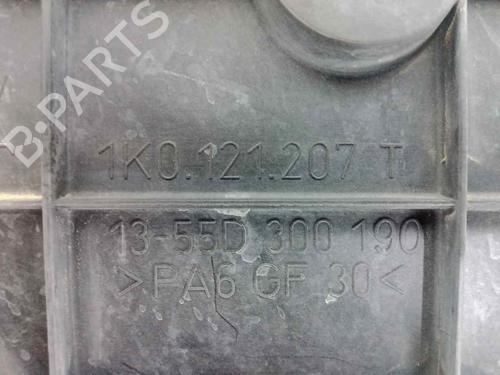 B-PARTS
1K0.121.207 T
13-55D 300 190
>PA6 GF 30<